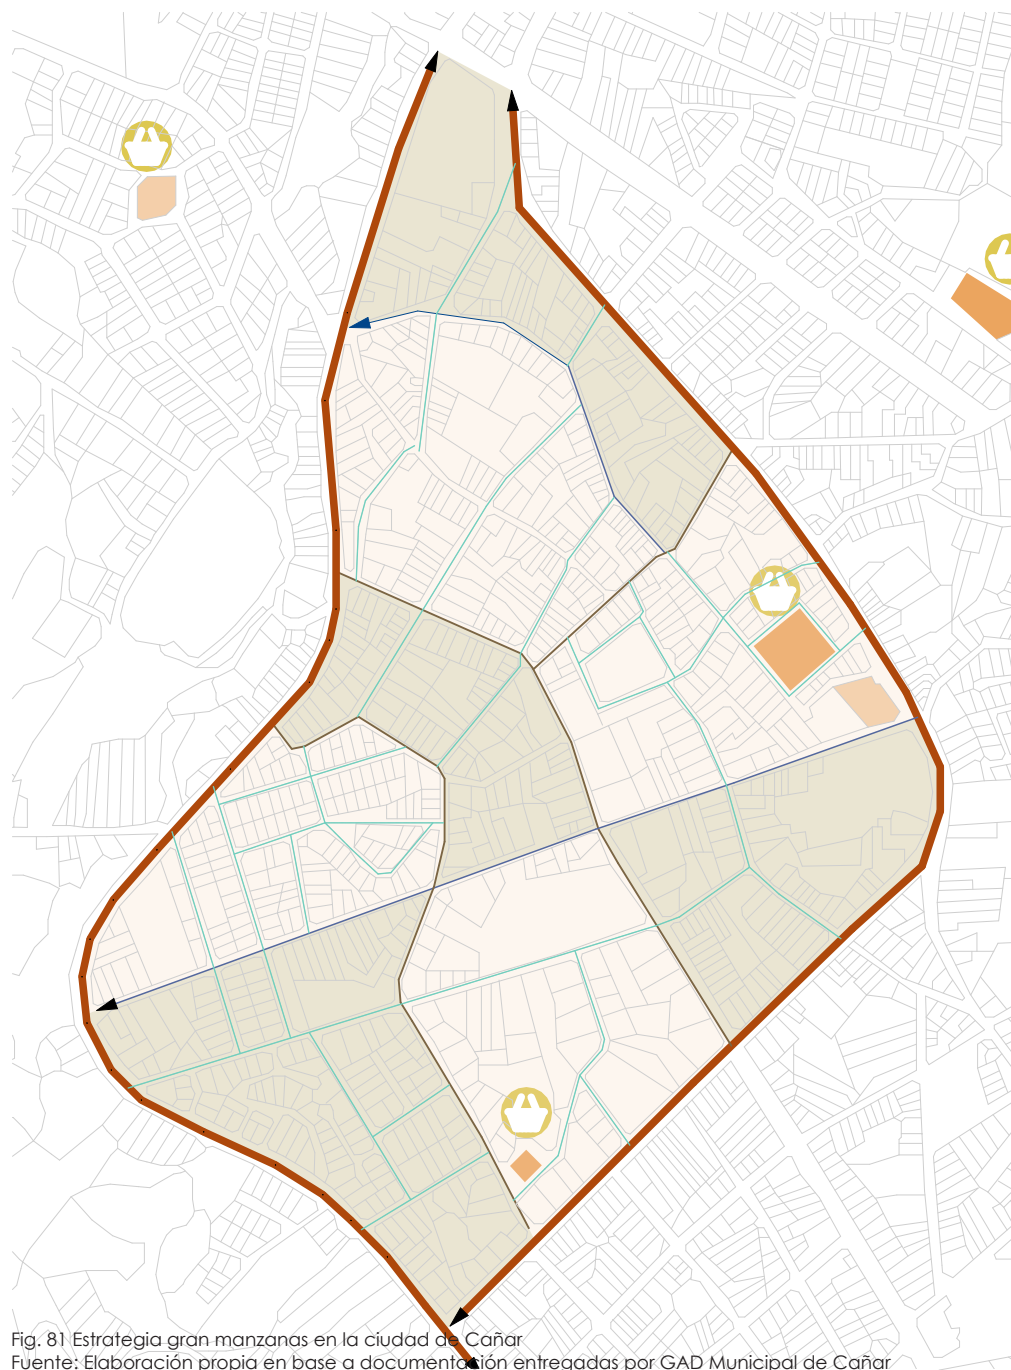 Fig. 81 Estrategia gran manzanas en la ciudad de Cañar
Fuente: Elaboración propia en base a documentación entregadas por GAD Municipal de Cañar